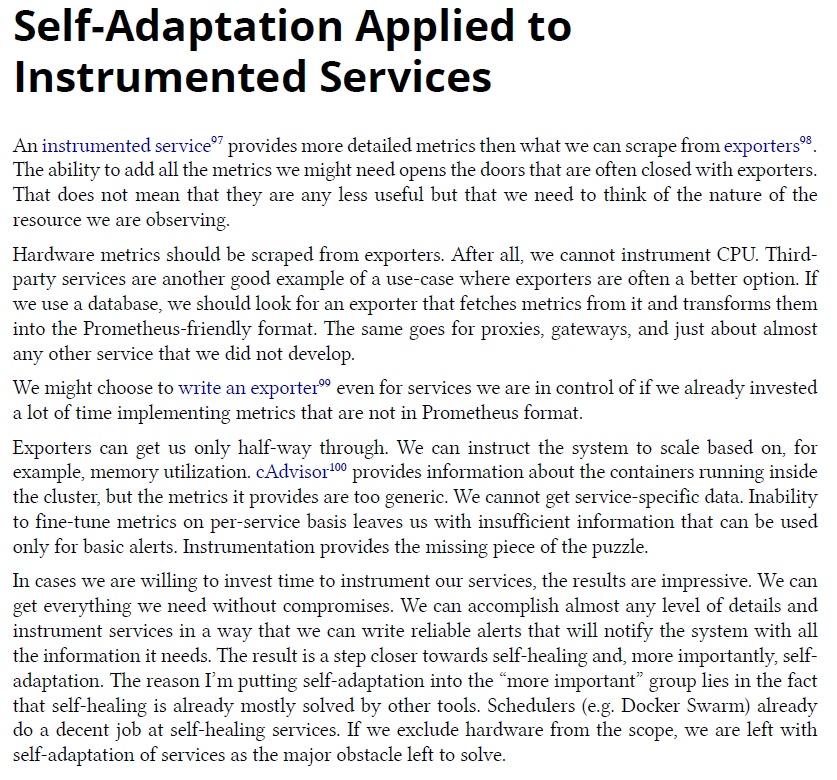 Self-Adaptation Applied to
Instrumented Services
An instrumented service97 provides more detailed metrics then what we can scrape from exporters98.
The ability to add all the metrics we might need opens the doors that are often closed with exporters.
That does not mean that they are any less useful but that we need to think of the nature of the
resource we are observing.
Hardware metrics should be scraped from exporters. After all, we cannot instrument CPU. Third-
party services are another good example of a use-case where exporters are often a better option. If
we use a database, we should look for an exporter that fetches metrics from it and transforms them
into the Prometheus-friendly format. The same goes for proxies, gateways, and just about almost
any other service that we did not develop.
We might choose to write an exporter99 even for services we are in control of if we already invested
a lot of time implementing metrics that are not in Prometheus format.
Exporters can get us only half-way through. We can instruct the system to scale based on, for
example, memory utilization. cAdvisor100 provides information about the containers running inside
the cluster, but the metrics it provides are too generic. We cannot get service-specific data. Inability
to fine-tune metrics on per-service basis leaves us with insufficient information that can be used
only for basic alerts. Instrumentation provides the missing piece of the puzzle.
In cases we are willing to invest time to instrument our services, the results are impressive. We can
get everything we need without compromises. We can accomplish almost any level of details and
instrument services in a way that we can write reliable alerts that will notify the system with all
the information it needs. The result is a step closer towards self-healing and, more importantly, self-
adaptation. The reason I'm putting self-adaptation into the “more important” group lies in the fact
that self-healing is already mostly solved by other tools. Schedulers (e.g. Docker Swarm) already
do a decent job at self-healing services. If we exclude hardware from the scope, we are left with
self-adaptation of services as the major obstacle left to solve.